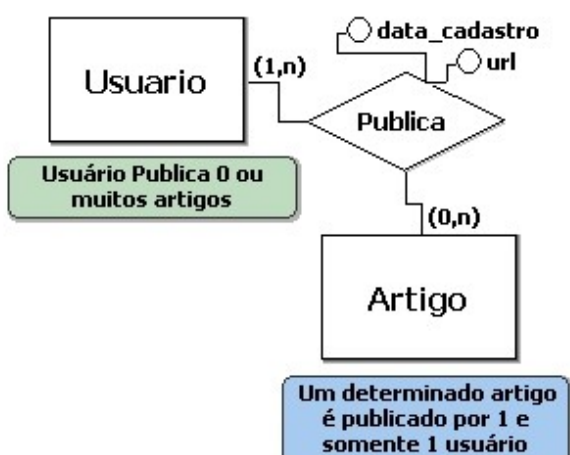 data_cadastro
url
Usuario
(1,n)
Publica
Usuário Publica 0 ou
muitos artigos
(0,n)
Artigo
Um determinado artigo
é publicado por 1 e
somente 1 usuário